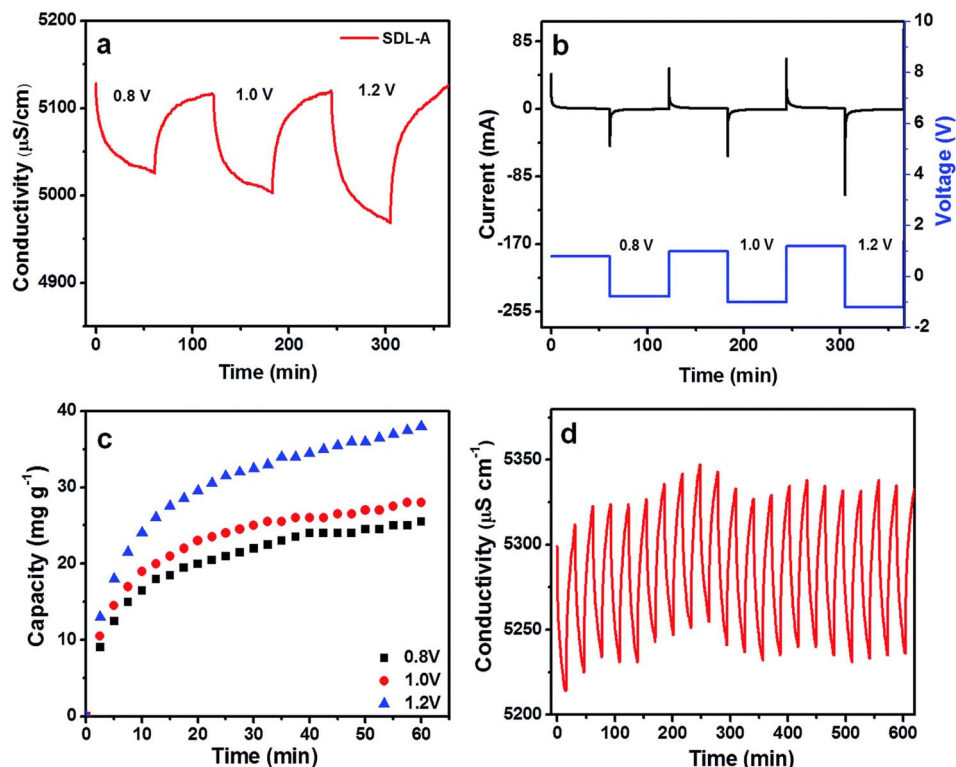 a
SDL-A
0.8 V
1.0 V
1.2 V
5200
5100
5000
4900
Conductivity (μS/cm)
0
100
200
300
Time (min)
b
85
0
-85
-170
-255
Current (mA)
10
8
6
4
2
0
-2
Voltage (V)
0.8 V
1.0 V
1.2 V
0
100
200
300
Time (min)
c
40
30
20
10
0
Capacity (mg g⁻¹)
0.8V
1.0V
1.2V
0
10
20
30
40
50
60
Time (min)
d
5350
5300
5250
5200
Conductivity (μS cm⁻¹)
0
100
200
300
400
500
600
Time (min)